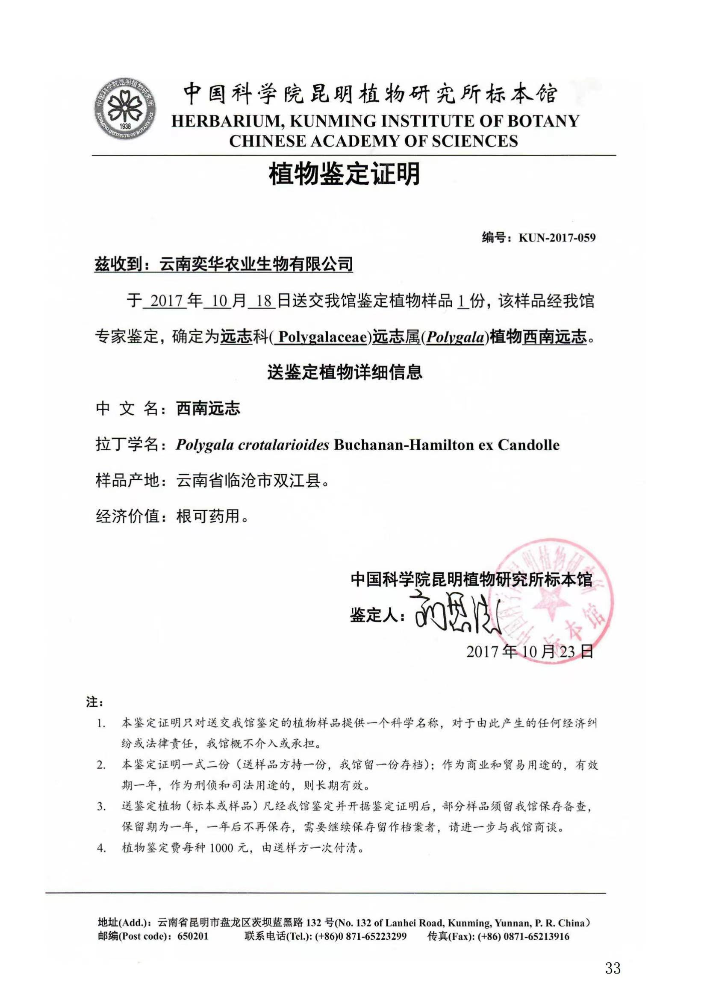 中国科学院昆明植物研究所
KUNMING INSTITUTE OF BOTANY CAS
1938
中国科学院昆明植物研究所标本馆
HERBARIUM, KUNMING INSTITUTE OF BOTANY
CHINESE ACADEMY OF SCIENCES
植物鉴定证明
编号：KUN-2017-059
兹收到：云南奕华农业生物有限公司
于 2017 年 10 月 18 日送交我馆鉴定植物样品 1 份，该样品经我馆
专家鉴定，确定为远志科( Polygalaceae)远志属(Polygala)植物西南远志。
送鉴定植物详细信息
中 文 名：西南远志
拉丁学名：Polygala crotalarioides Buchanan-Hamilton ex Candolle
样品产地：云南省临沧市双江县。
经济价值：根可药用。
中国科学院昆明植物研究所标本馆
鉴定人：
2017 年 10 月 23 日
中国科学院昆明植物研究所
标本馆
注：
1. 本鉴定证明只对送交我馆鉴定的植物样品提供一个科学名称，对于由此产生的任何经济纠
纷或法律责任，我馆概不介入或承担。
2. 本鉴定证明一式二份（送样品方持一份，我馆留一份存档）；作为商业和贸易用途的，有效
期一年，作为刑侦和司法用途的，则长期有效。
3. 送鉴定植物（标本或样品）凡经我馆鉴定并开据鉴定证明后，部分样品须留我馆保存备查，
保留期为一年，一年后不再保存，需要继续保存留作档案者，请进一步与我馆商谈。
4. 植物鉴定费每种 1000 元，由送样方一次付清。
地址(Add.)：云南省昆明市盘龙区茨坝蓝黑路 132 号(No. 132 of Lanhei Road, Kunming, Yunnan, P. R. China）
邮编(Post code)：650201 联系电话(Tel.): (+86)0 871-65223299 传真(Fax): (+86) 0871-65213916
33